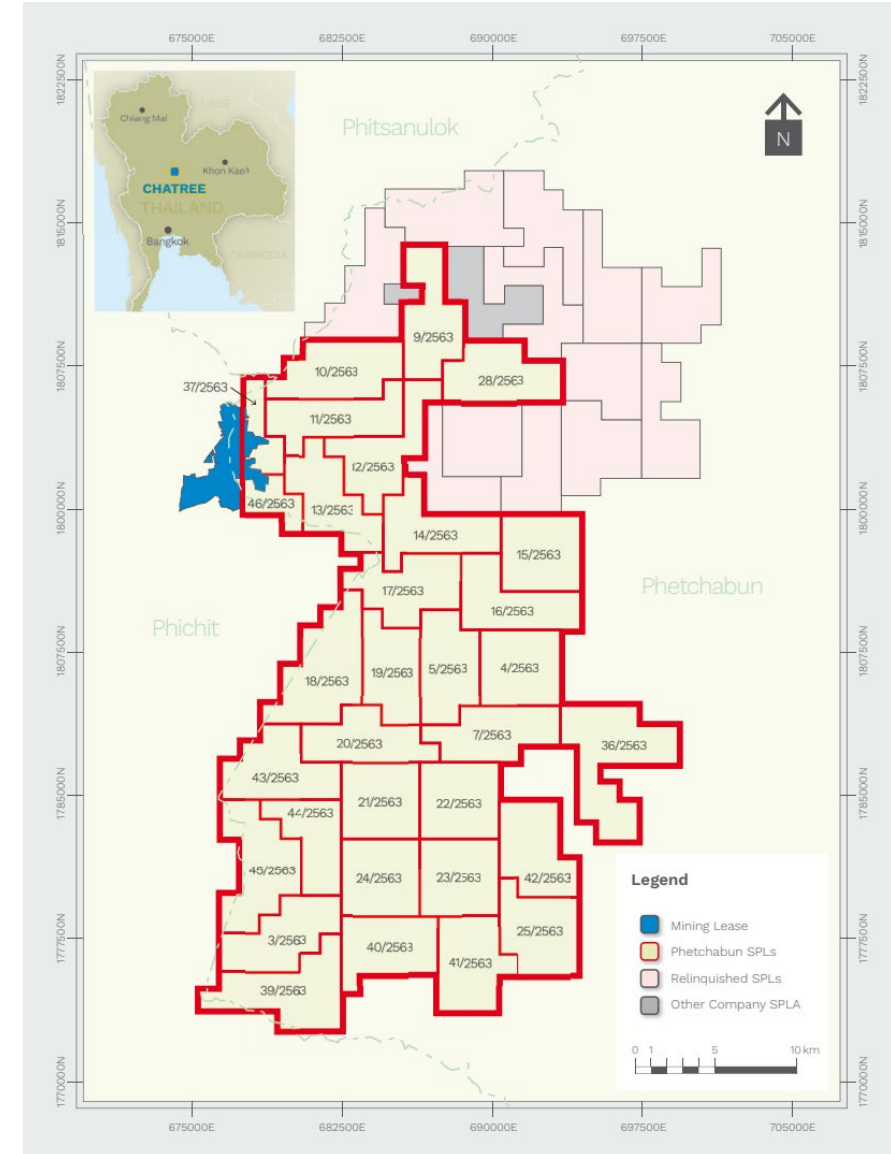 675000E 682500E 690000E 697500E 705000E
1822500N
1822500N
1815000N
1815000N
1807500N
1807500N
1800000N
1800000N
1807500N
1807500N
1785000N
1785000N
1777500N
1777500N
1770000N
1770000N
LAOS
Chiang Mai
Khon Kaen
CHATREE
THAILAND
Bangkok
CAMBODIA
Phitsanulok
N
9/2563
10/2563
28/2563
37/2563
11/2563
12/2563
46/2563
13/2563
14/2563
15/2563
17/2563
16/2563
Phetchabun
Phichit
18/2563
19/2563
5/2563
4/2563
20/2563
7/2563
36/2563
43/2563
44/2563
21/2563
22/2563
45/2563
24/2563
23/2563
42/2563
3/2563
40/2563
41/2563
25/2563
39/2563
Legend
Mining Lease
Phetchabun SPLs
Relinquished SPLs
Other Company SPLA
0 1 5 10 km
675000E 682500E 690000E 697500E 705000E